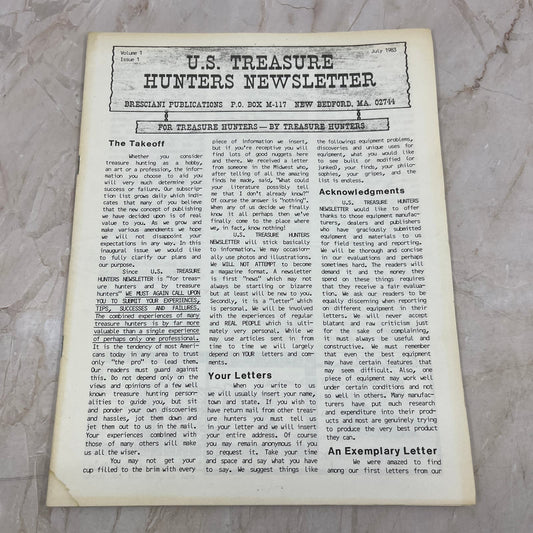 Volume 1
Issue 1
July 1983
U.S. TREASURE
HUNTERS NEWSLETTER
BRESCIANI PUBLICATIONS P.O. BOX M-117 NEW BEDFORD, MA. 02744
FOR TREASURE HUNTERS — BY TREASURE HUNTERS
The Takeoff
Whether you consider
treasure hunting as a hobby,
an art or a profession, the infor-
mation you choose to aid you
will very much determine your
success or failure. Our subscrip-
tion list grows daily which indi-
cates that many of you believe
that the new concept of publishing
we have decided upon is of real
value to you. As we grow and
make various amendments we hope
we will not disappoint your
expectations in any way. In this
inaugural issue we would like
to fully clarify our plans and
our purpose.
Since U.S. TREASURE
HUNTERS NEWSLETTER is "for treas-
ure hunters and by treasure
hunters" WE MUST AGAIN CALL UPON
YOU TO SUBMIT YOUR EXPERIENCES,
TIPS, SUCCESSES AND FAILURES.
The combined experiences of many
treasure hunters is by far more
valuable than a single experience
of perhaps only one professional.
It is the tendency of most Ameri-
cans today in any area to trust
only "the pro" to lead them.
Our readers must guard against
this. Do not depend only on the
views and opinions of a few well
known treasure hunting person-
alities to guide you, but sit
and ponder your own discoveries
and hassles, jot them down and
jet them out to us in the mail.
Your experiences combined with
those of many others will make
us all the wiser.
You may not get your
cup filled to the brim with every
piece of information we insert,
but if you're receptive you will
find lots of good nuggets here
and there. We received a letter
from someone in the Midwest who,
after telling of all the amazing
finds he made, said, "What could
your literature possibly tell
me that I don't already know?"
Of course the answer is "nothing".
When any of us decide we finally
know it all perhaps then we've
finally come to the place where
we, in fact, know nothing!
U.S. TREASURE HUNTERS
NEWSLETTER will stick basically
to information. We may occasion-
ally use photos and illustrations.
We WILL NOT ATTEMPT to become
a magazine format. A newsletter
is first "news" which may not
always be startling or bizarre
but at least will be new to you.
Secondly, it is a "letter" which
is personal. We will be involved
with the experiences of regular
and REAL PEOPLE which is ulti-
mately very personal. While we
may use articles sent in from
time to time we will largely
depend on YOUR letters and com-
ments.
Your Letters
When you write to us
we will usually insert your name,
town and state. If you wish to
have return mail from other treas-
ure hunters you must tell us
in your letter and we will insert
your entire address. Of course
you may remain anonymous if you
so request it. Take your time
and space and say what you have
to say. We suggest things like
the following: equipment problems,
discoveries and unique uses for
equipment, what you would like
to see built or modified (or
junked), your finds, your philo-
sophies, your gripes, and the
list is endless.
Acknowledgments
U.S. TREASURE HUNTERS
NEWSLETTER would like to offer
thanks to those equipment manufac-
turers, dealers and publishers
who have graciously submitted
equipment and materials to us
for field testing and reporting.
We will be thorough and concise
in our evaluations and perhaps
sometimes hard. The readers will
demand it and the money they
spend on these things requires
that they receive a fair evalua-
tion. We ask our readers to be
equally discerning when reporting
on different equipment in their
letters. We will never accept
blatant and raw criticism just
for the sake of complaining,
it must always be useful and
constructive. We must remember
that even the best equipment
may have certain features that
may seem difficult. Also, one
piece of equipment may work well
under certain conditions and not
so well in others. Many manufac-
turers have put much research
and expenditure into their prod-
ucts and most are genuinely trying
to produce the very best product
they can.
An Exemplary Letter
We were amazed to find
among our first letters from our